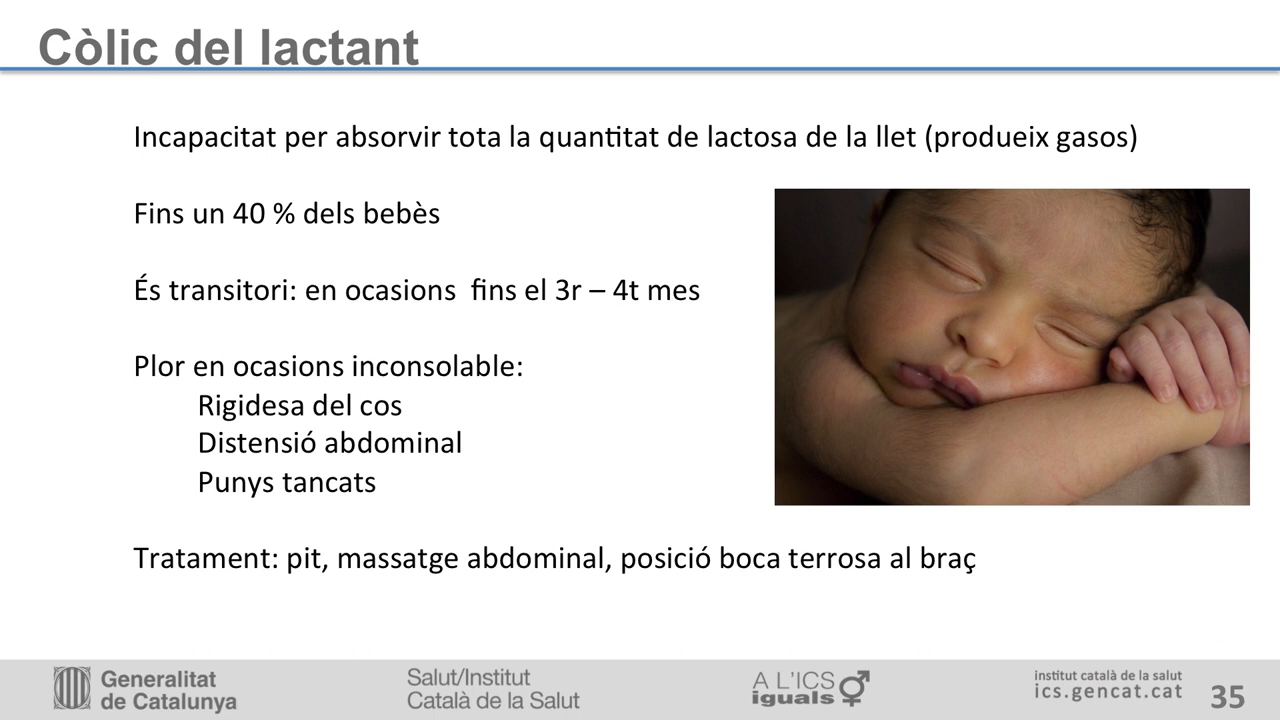 Còlic del lactant
Incapacitat per absorvir tota la quantitat de lactosa de la llet (produeix gasos)
Fins un 40 % dels bebès
És transitori: en ocasions  fins el 3r – 4t mes
Plor en ocasions inconsolable:
Rigidesa del cos
Distensió abdominal
Punys tancats
Tractament: pit, massatge abdominal, posició boca terrosa al braç
Generalitat
de Catalunya
Salut/Institut
Català de la Salut
A L'ICS
iguals
institut català de la salut
ics.gencat.cat
35